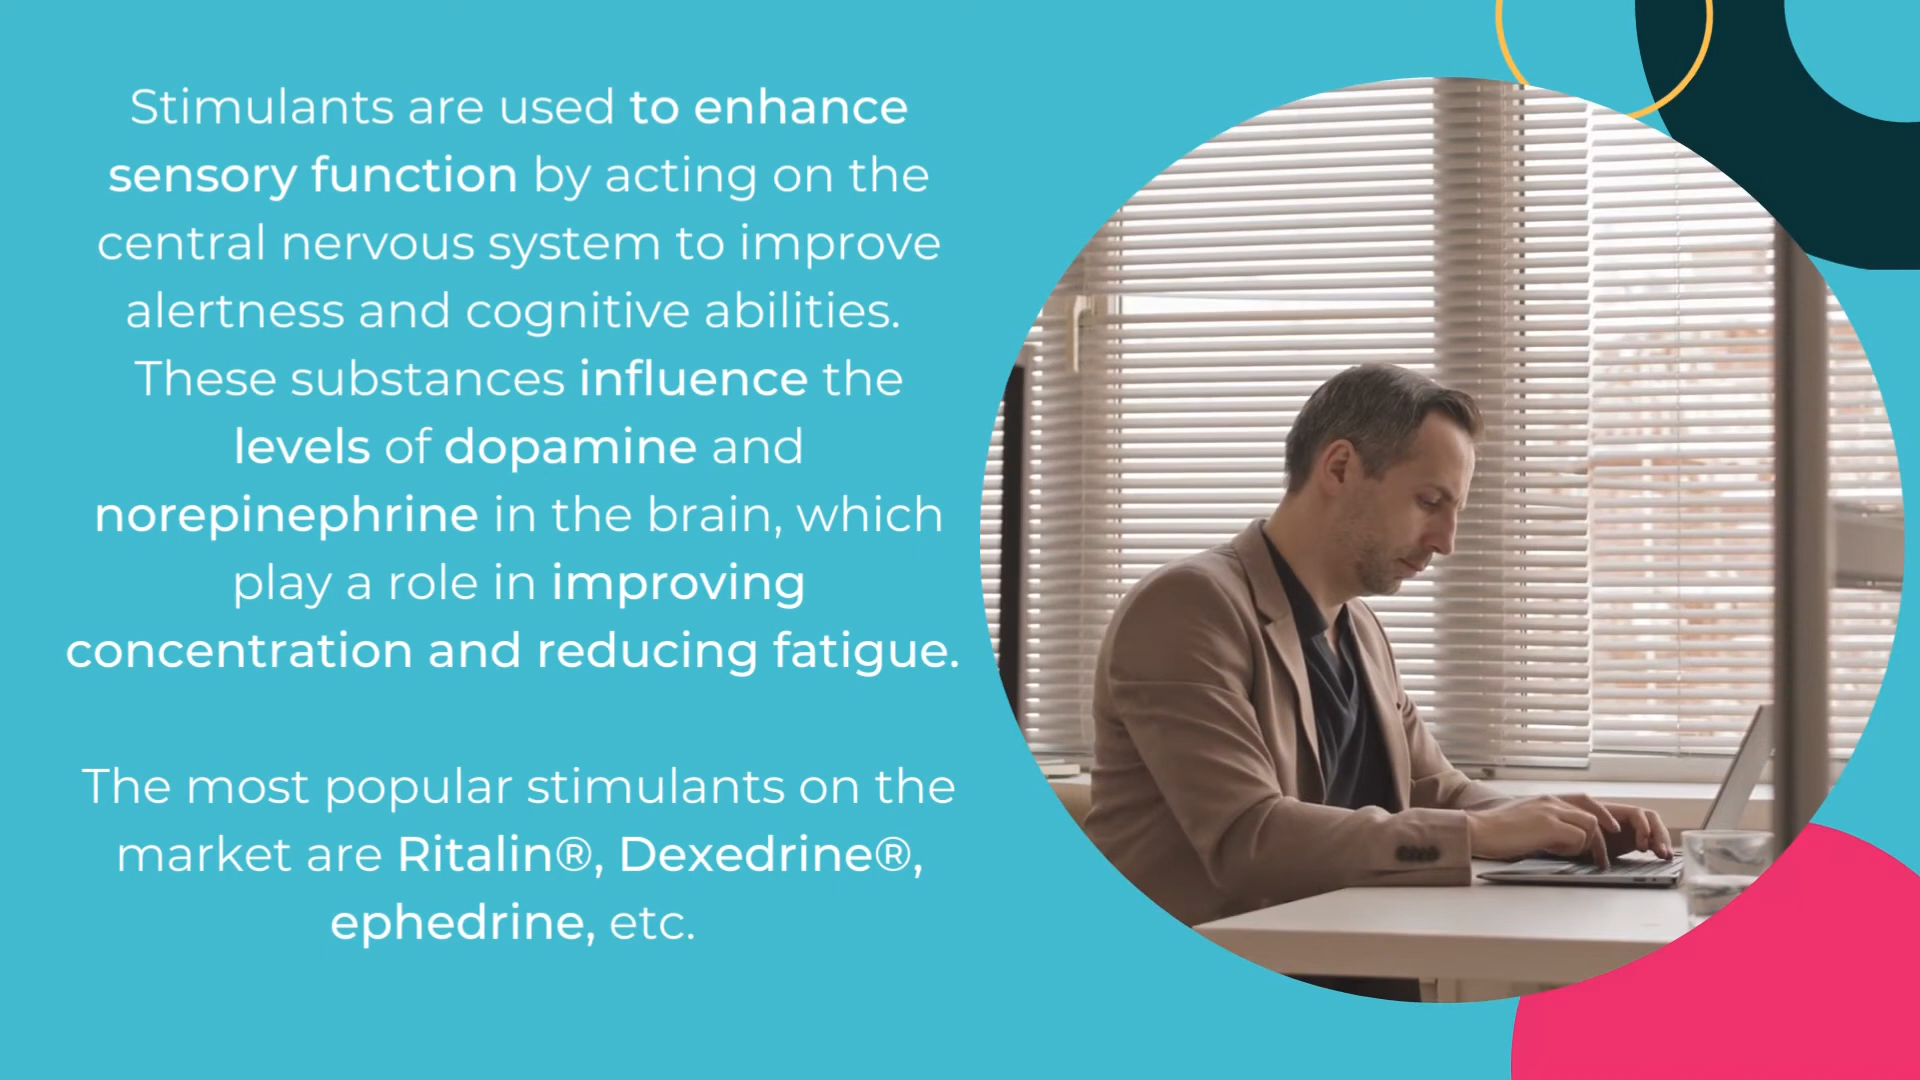 Stimulants are used to enhance
sensory function by acting on the
central nervous system to improve
alertness and cognitive abilities.
These substances influence the
levels of dopamine and
norepinephrine in the brain, which
play a role in improving
concentration and reducing fatigue.
The most popular stimulants on the
market are Ritalin®, Dexedrine®,
ephedrine, etc.